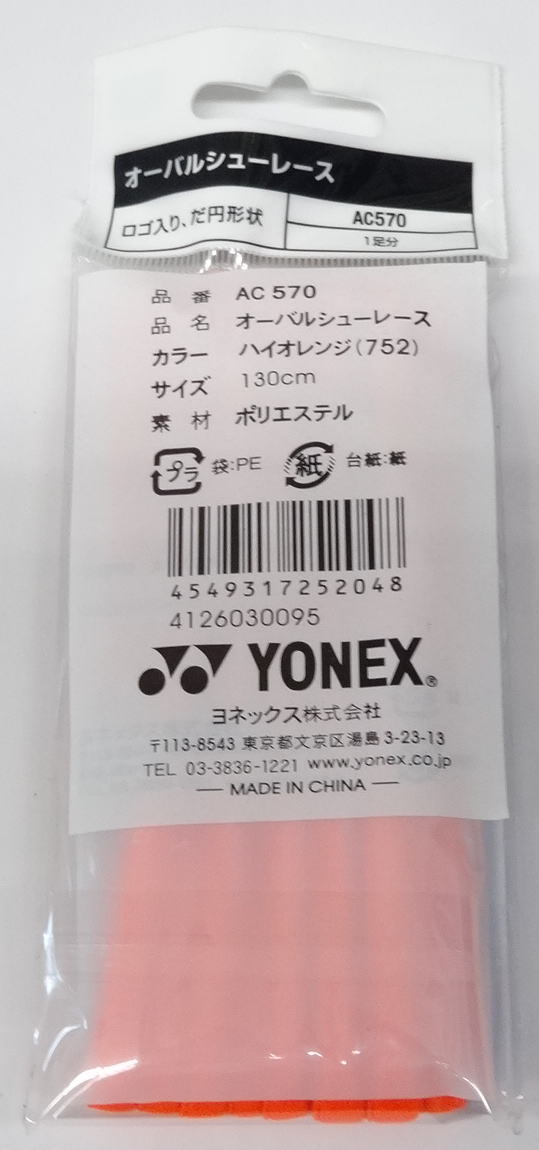 オーバルシューレース
ロゴ入り、だ円形状
AC570
1足分
品 番 AC 570
品 名 オーバルシューレース
カラー ハイオレンジ(752)
サイズ 130cm
素 材 ポリエステル
プラ 袋:PE 紙 台紙:紙
4549317252048
4126030095
YONEX®
ヨネックス株式会社
〒113-8543 東京都文京区湯島 3-23-13
TEL 03-3836-1221 www.yonex.co.jp
— MADE IN CHINA —